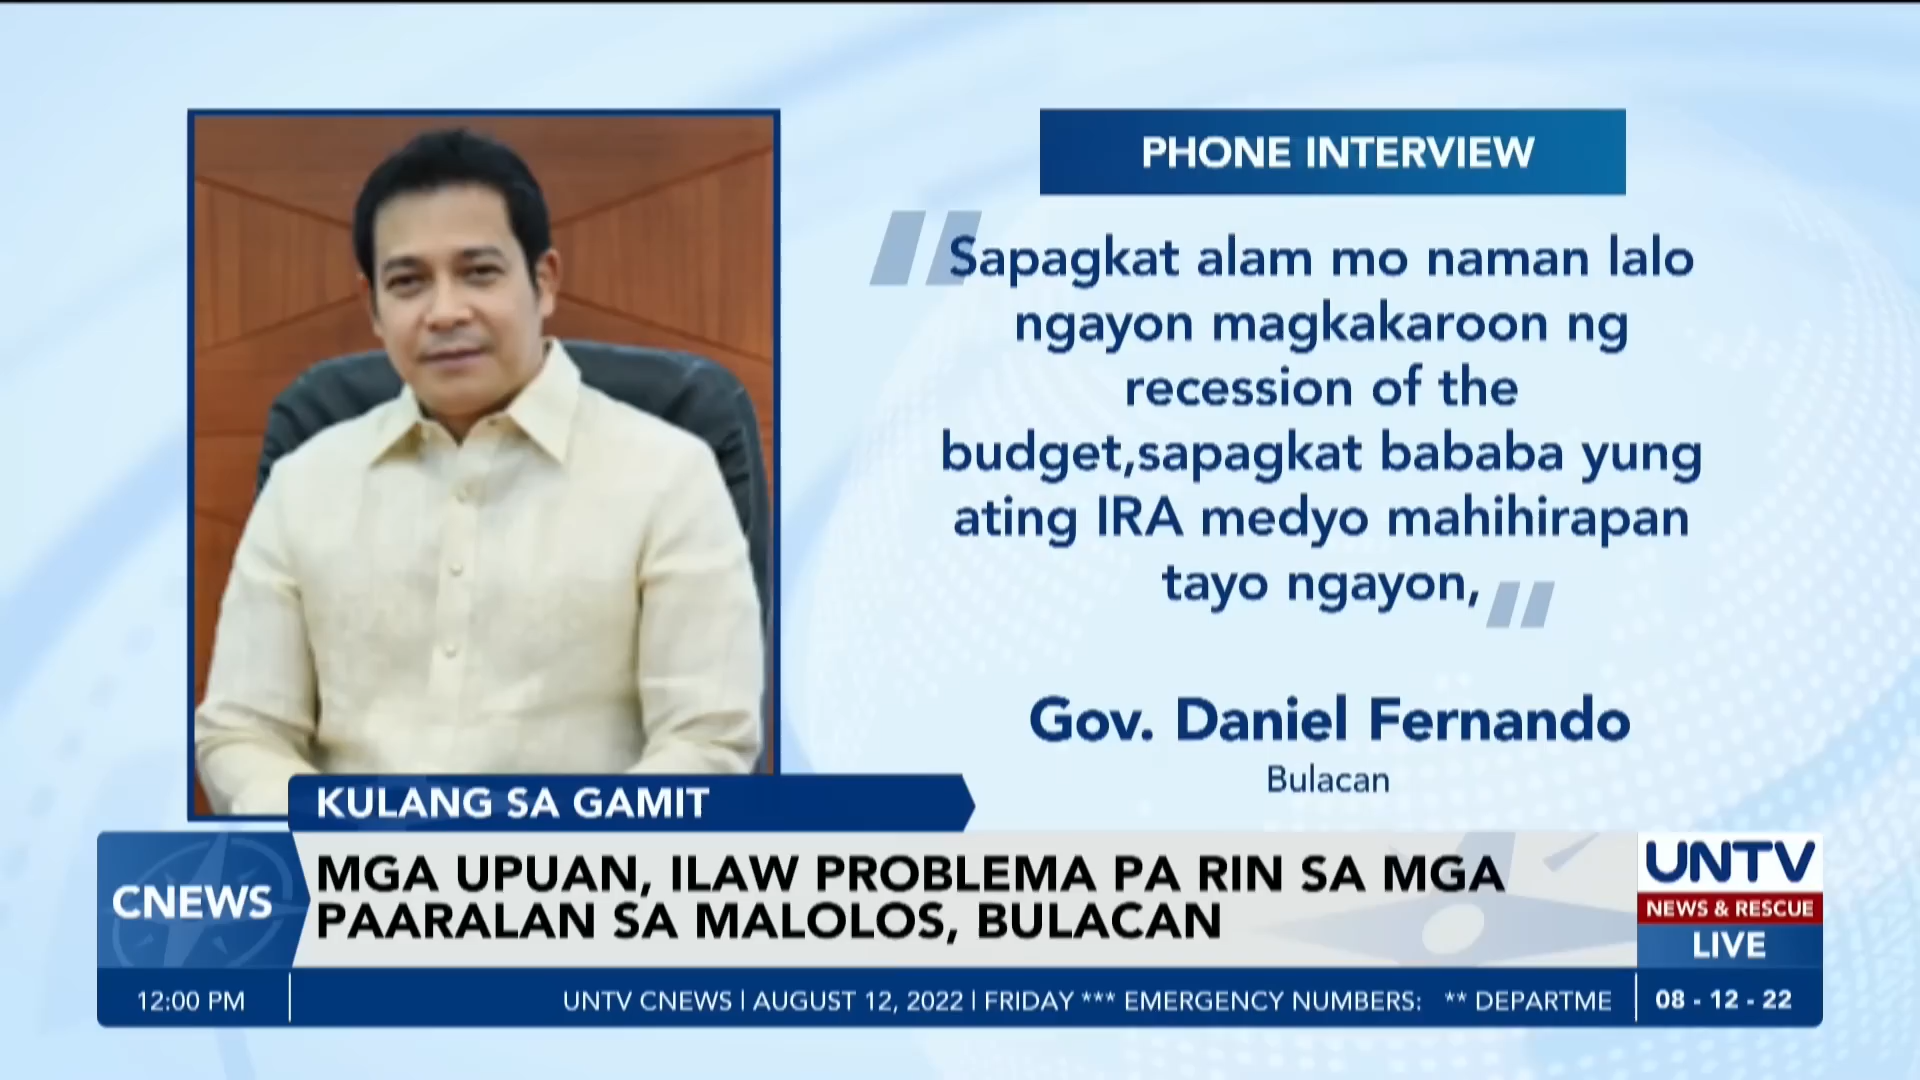 PHONE INTERVIEW
Sapagkat alam mo naman lalo
ngayon magkakaroon ng
recession of the
budget,sapagkat bababa yung
ating IRA medyo mahihirapan
tayo ngayon,
Gov. Daniel Fernando
Bulacan
KULANG SA GAMIT
CNEWS
MGA UPUAN, ILAW PROBLEMA PA RIN SA MGA
PAARALAN SA MALOLOS, BULACAN
UNTV
NEWS & RESCUE
LIVE
12:00 PM
UNTV CNEWS | AUGUST 12, 2022 | FRIDAY *** EMERGENCY NUMBERS: ** DEPARTME
08 - 12 - 22